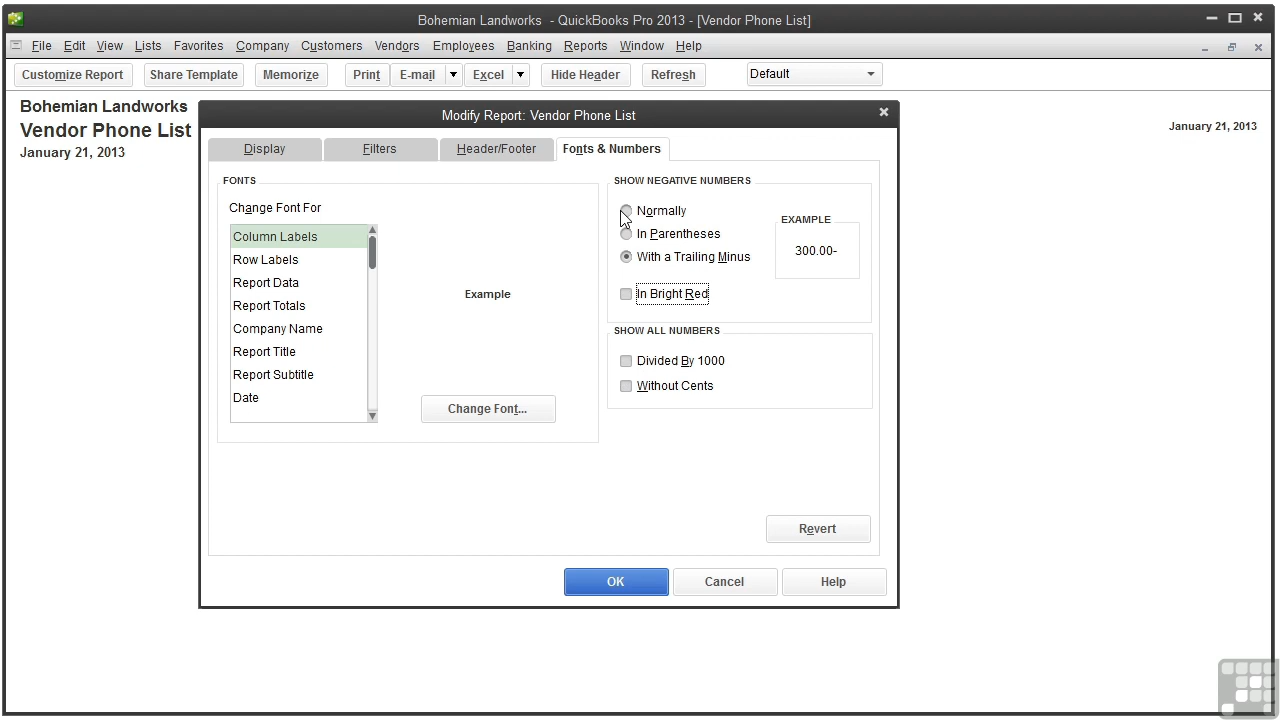 Bohemian Landworks - QuickBooks Pro 2013 - [Vendor Phone List]
File Edit View Lists Favorites Company Customers Vendors Employees Banking Reports Window Help
Customize Report Share Template Memorize Print E-mail Excel Hide Header Refresh Default
Bohemian Landworks
Vendor Phone List
January 21, 2013
January 21, 2013
Modify Report: Vendor Phone List
Display Filters Header/Footer Fonts & Numbers
FONTS
Change Font For
Column Labels
Row Labels
Report Data
Report Totals
Company Name
Report Title
Report Subtitle
Date
Example
Change Font...
SHOW NEGATIVE NUMBERS
Normally
In Parentheses
With a Trailing Minus
In Bright Red
EXAMPLE
300.00-
SHOW ALL NUMBERS
Divided By 1000
Without Cents
Revert
OK Cancel Help